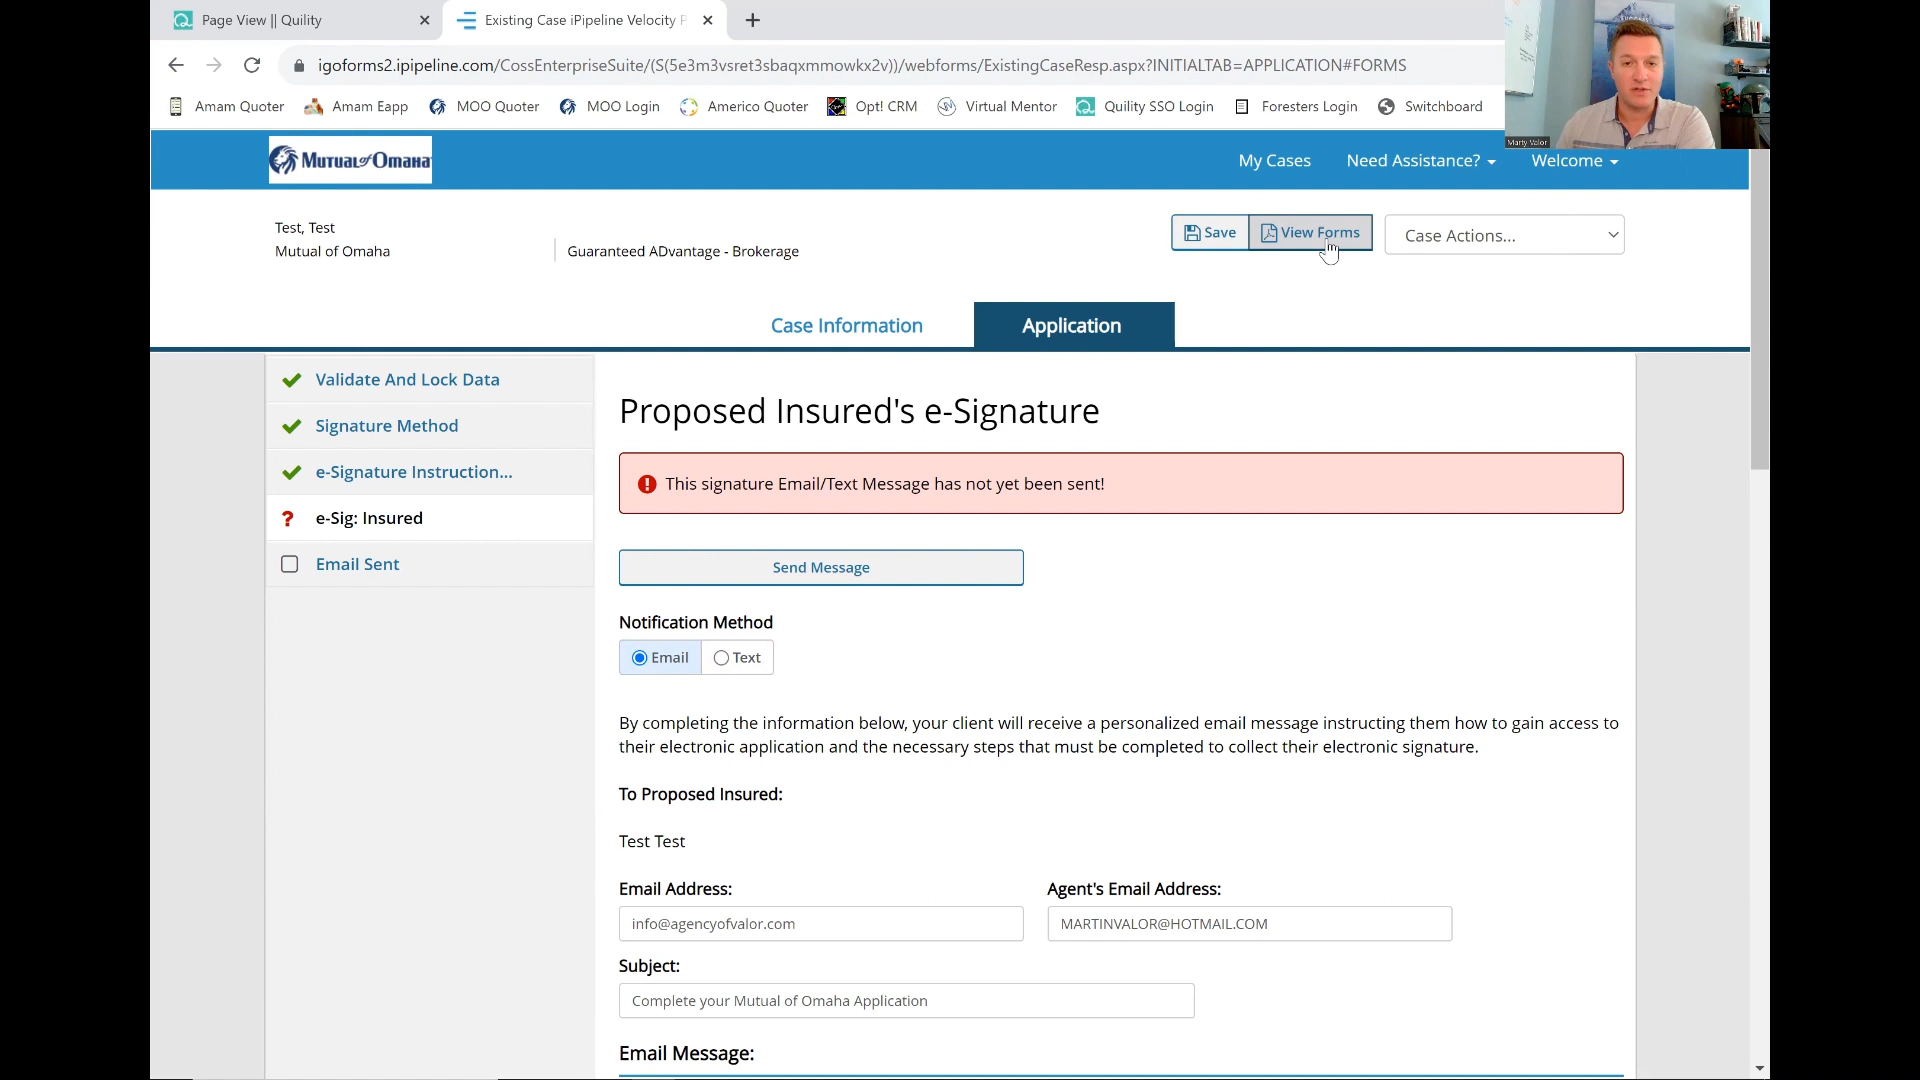 Page View || Quility
Existing Case iPipeline Velocity P
igoforms2.ipipeline.com/CossEnterpriseSuite/(S(5e3m3vsret3sbaqxmmowkx2v))/webforms/ExistingCaseResp.aspx?INITIALTAB=APPLICATION#FORMS
Amam Quoter
Amam Eapp
MOO Quoter
MOO Login
Americo Quoter
Opt! CRM
Virtual Mentor
Quility SSO Login
Foresters Login
Switchboard
Marty Valor
Mutual of Omaha
My Cases
Need Assistance?
Welcome
Test, Test
Mutual of Omaha
Guaranteed ADvantage - Brokerage
Save
View Forms
Case Actions...
Case Information
Application
Validate And Lock Data
Signature Method
e-Signature Instruction...
e-Sig: Insured
Email Sent
Proposed Insured's e-Signature
This signature Email/Text Message has not yet been sent!
Send Message
Notification Method
Email
Text
By completing the information below, your client will receive a personalized email message instructing them how to gain access to
their electronic application and the necessary steps that must be completed to collect their electronic signature.
To Proposed Insured:
Test Test
Email Address:
Agent's Email Address:
info@agencyofvalor.com
MARTINVALOR@HOTMAIL.COM
Subject:
Complete your Mutual of Omaha Application
Email Message: